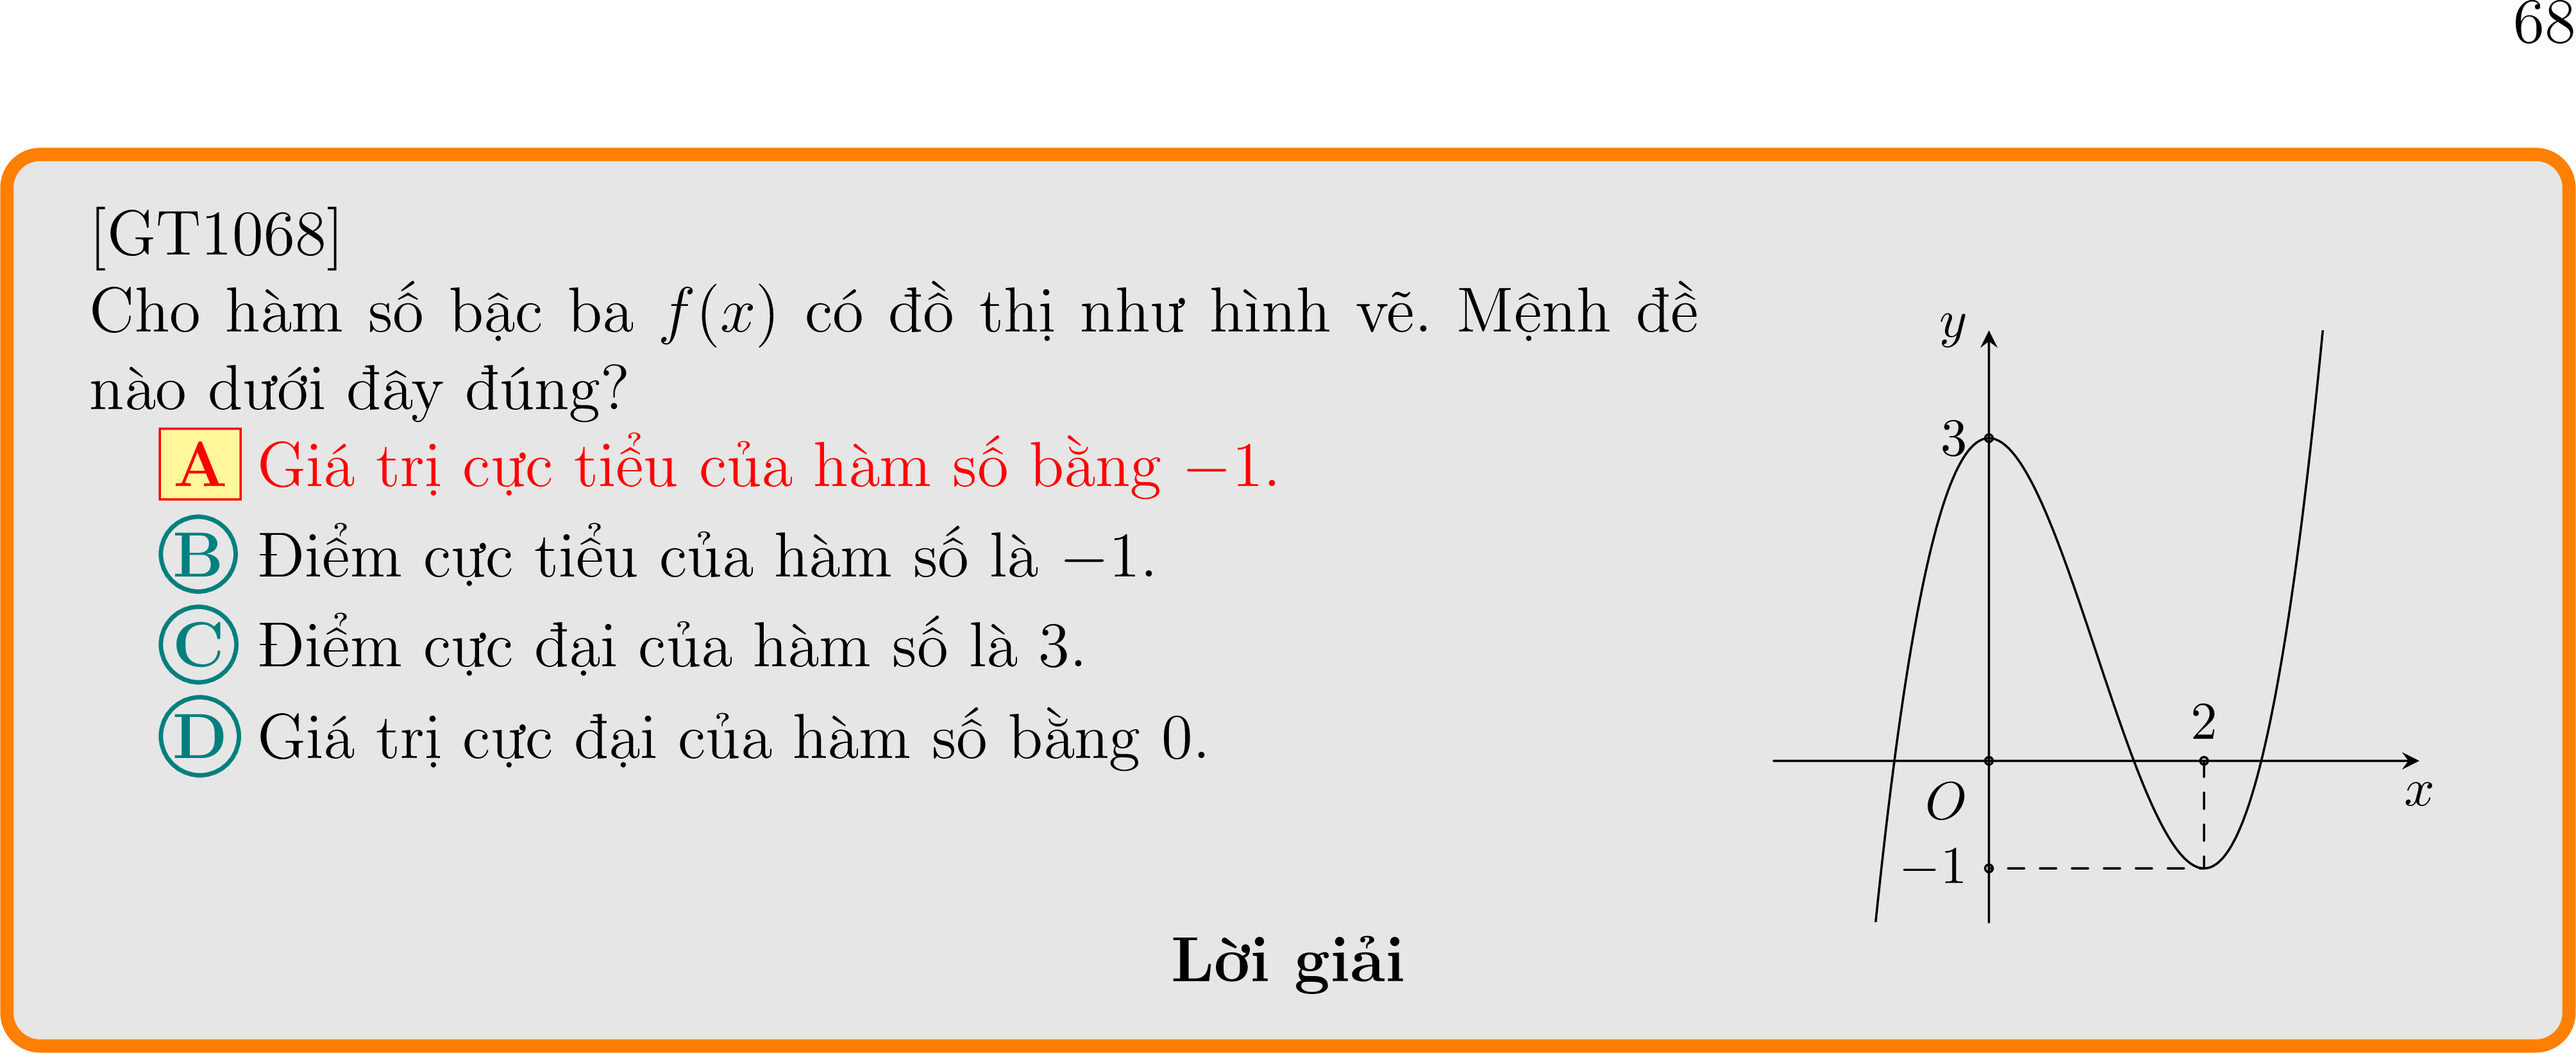 68
[GT1068]
Cho hàm số bậc ba f(x) có đồ thị như hình vẽ. Mệnh đề
nào dưới đây đúng?
A Giá trị cực tiểu của hàm số bằng −1.
B Điểm cực tiểu của hàm số là −1.
C Điểm cực đại của hàm số là 3.
D Giá trị cực đại của hàm số bằng 0.
y
3
2
O
x
−1
Lời giải